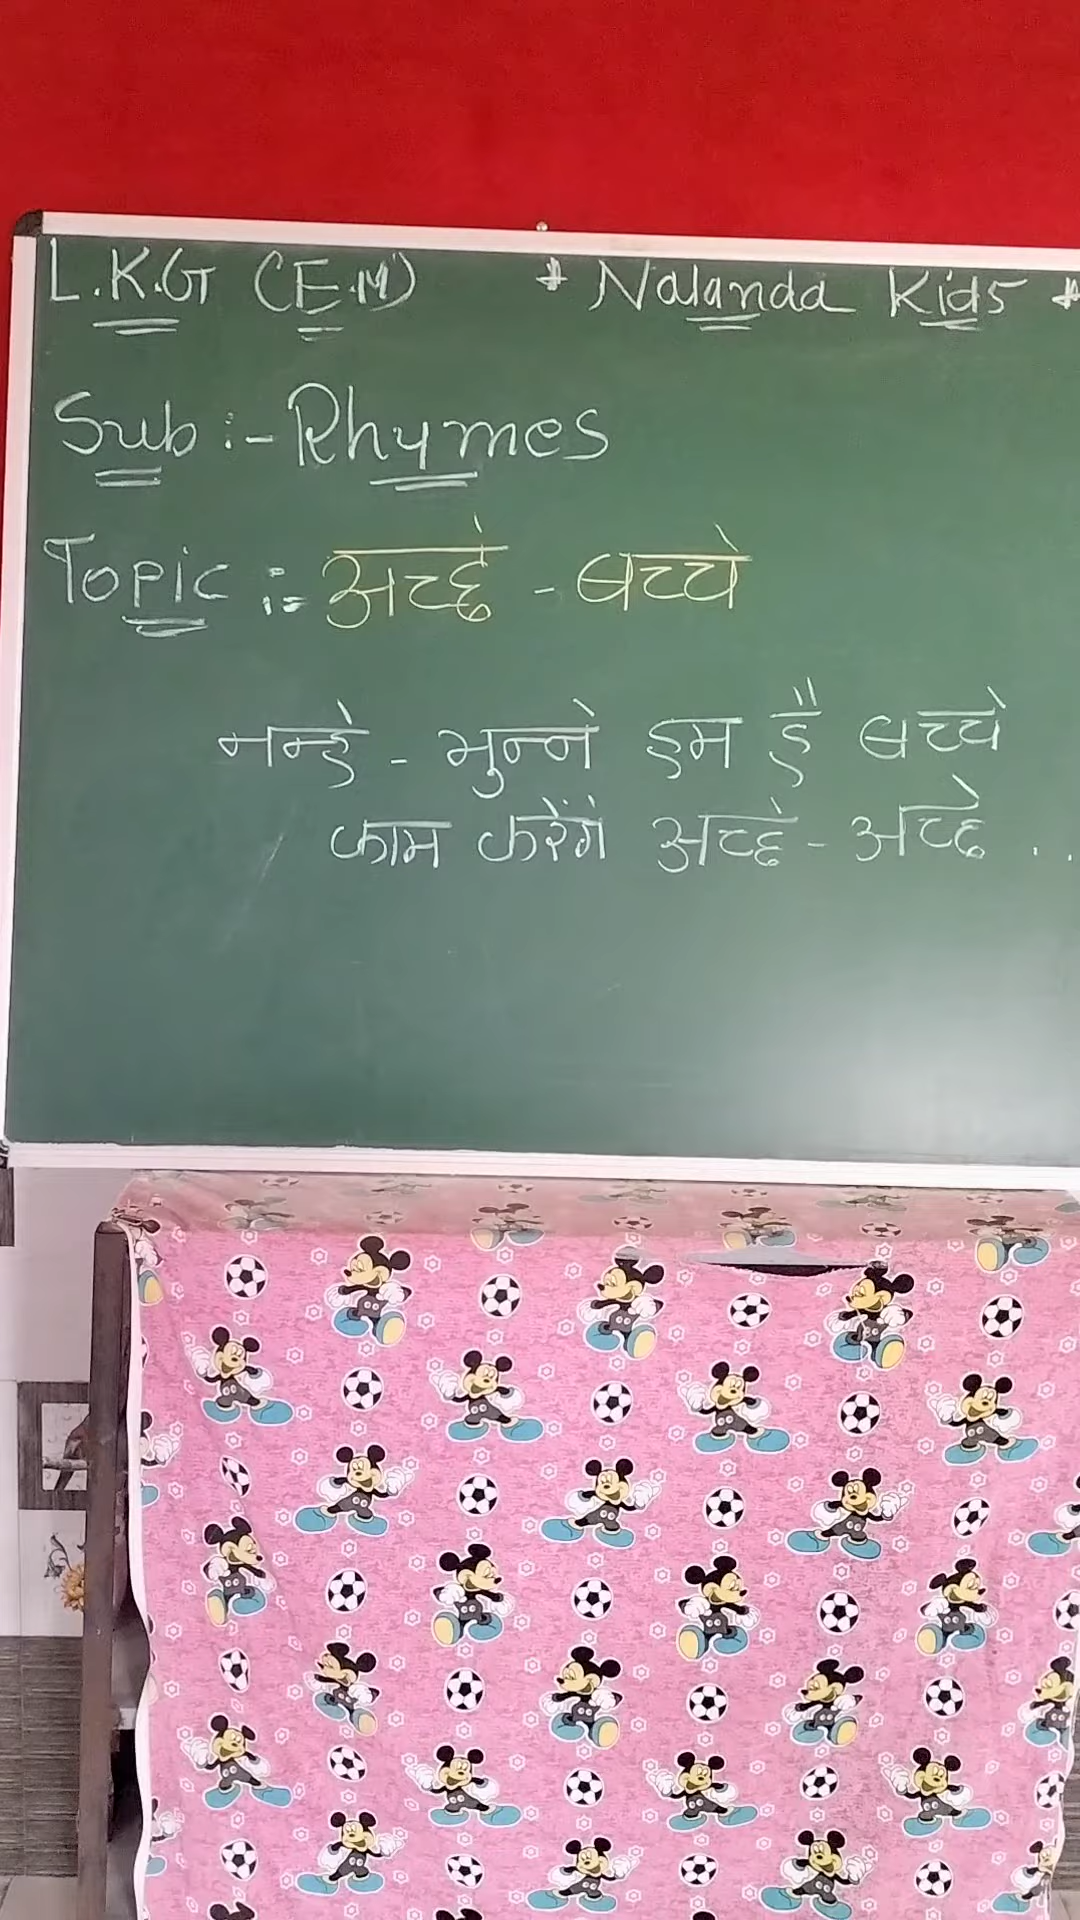 L.K.G (E.M) * Nalanda Kids *
Sub :- Rhymes
Topic :- अच्छे - बच्चे
नन्हे - मुन्ने हम है बच्चे
काम करेंगे अच्छे - अच्छे ..